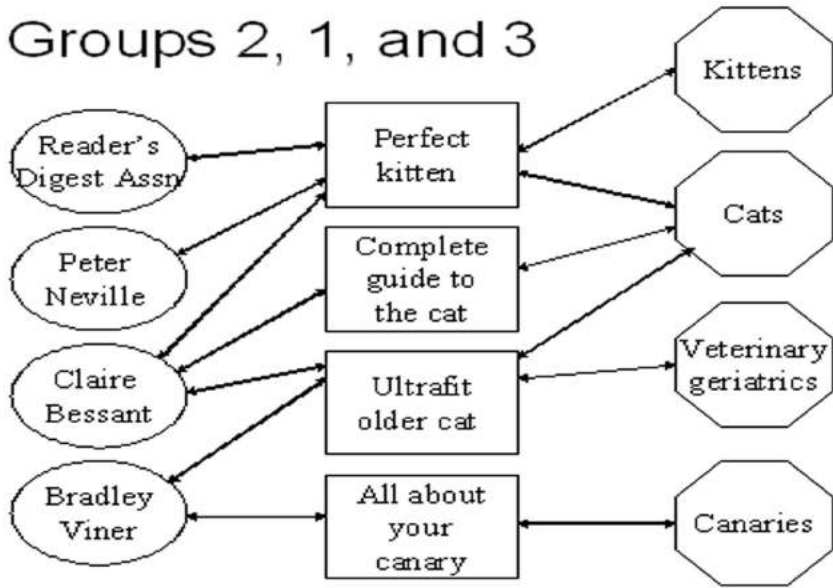 Groups 2, 1, and 3
Reader's
Digest Assn
Peter
Neville
Claire
Bessant
Bradley
Viner
Perfect
kitten
Complete
guide to
the cat
Ultrafit
older cat
All about
your
canary
Kittens
Cats
Veterinary
geriatrics
Canaries